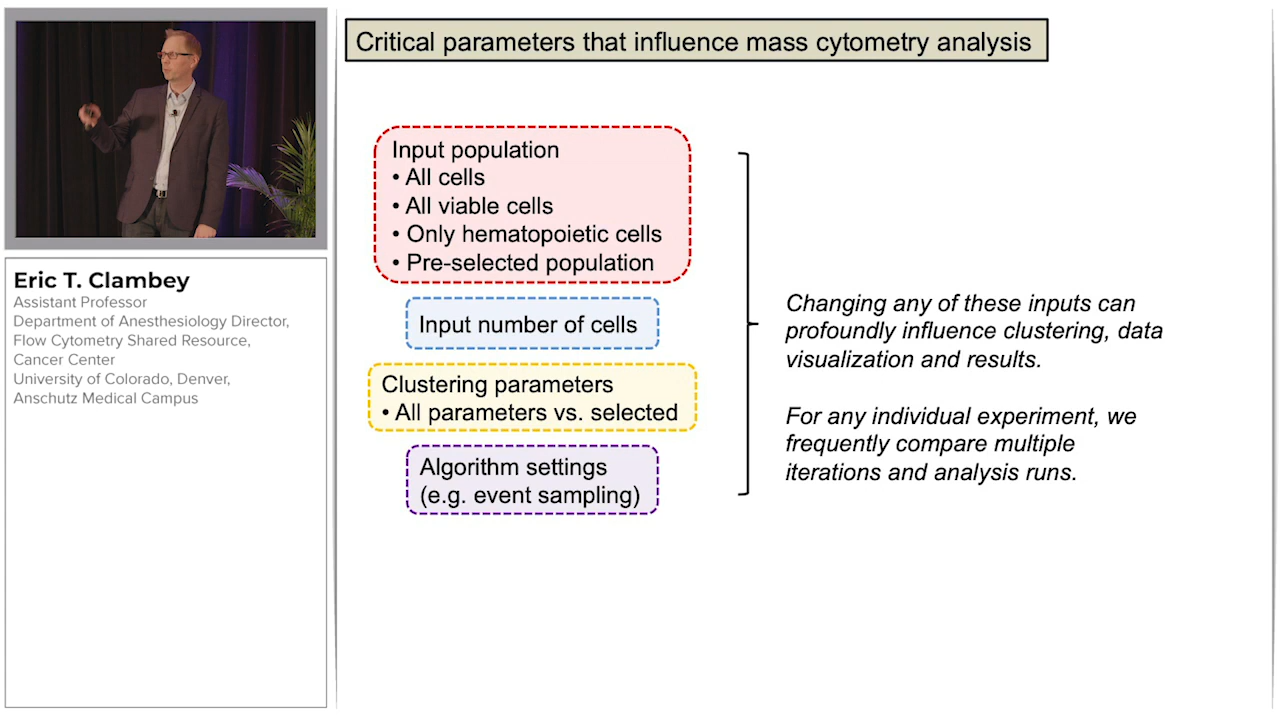 Critical parameters that influence mass cytometry analysis
Input population
• All cells
• All viable cells
• Only hematopoietic cells
• Pre-selected population
Input number of cells
Clustering parameters
• All parameters vs. selected
Algorithm settings
(e.g. event sampling)
Changing any of these inputs can
profoundly influence clustering, data
visualization and results.
For any individual experiment, we
frequently compare multiple
iterations and analysis runs.
Eric T. Clambey
Assistant Professor
Department of Anesthesiology Director,
Flow Cytometry Shared Resource,
Cancer Center
University of Colorado, Denver,
Anschutz Medical Campus